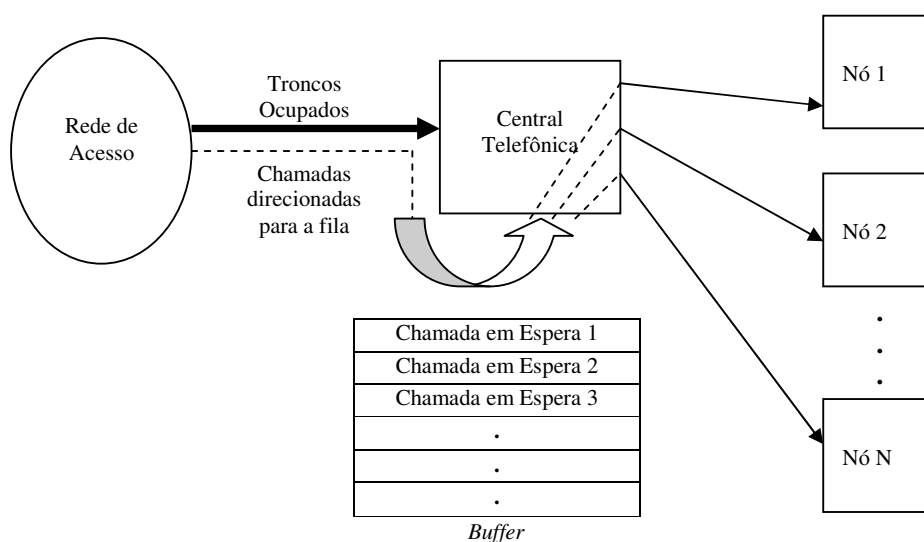 Rede de
Acesso
Troncos
Ocupados
Chamadas
direcionadas
para a fila
Central
Telefônica
Nó 1
Nó 2
.
.
.
Nó N
Chamada em Espera 1
Chamada em Espera 2
Chamada em Espera 3
.
.
.
Buffer